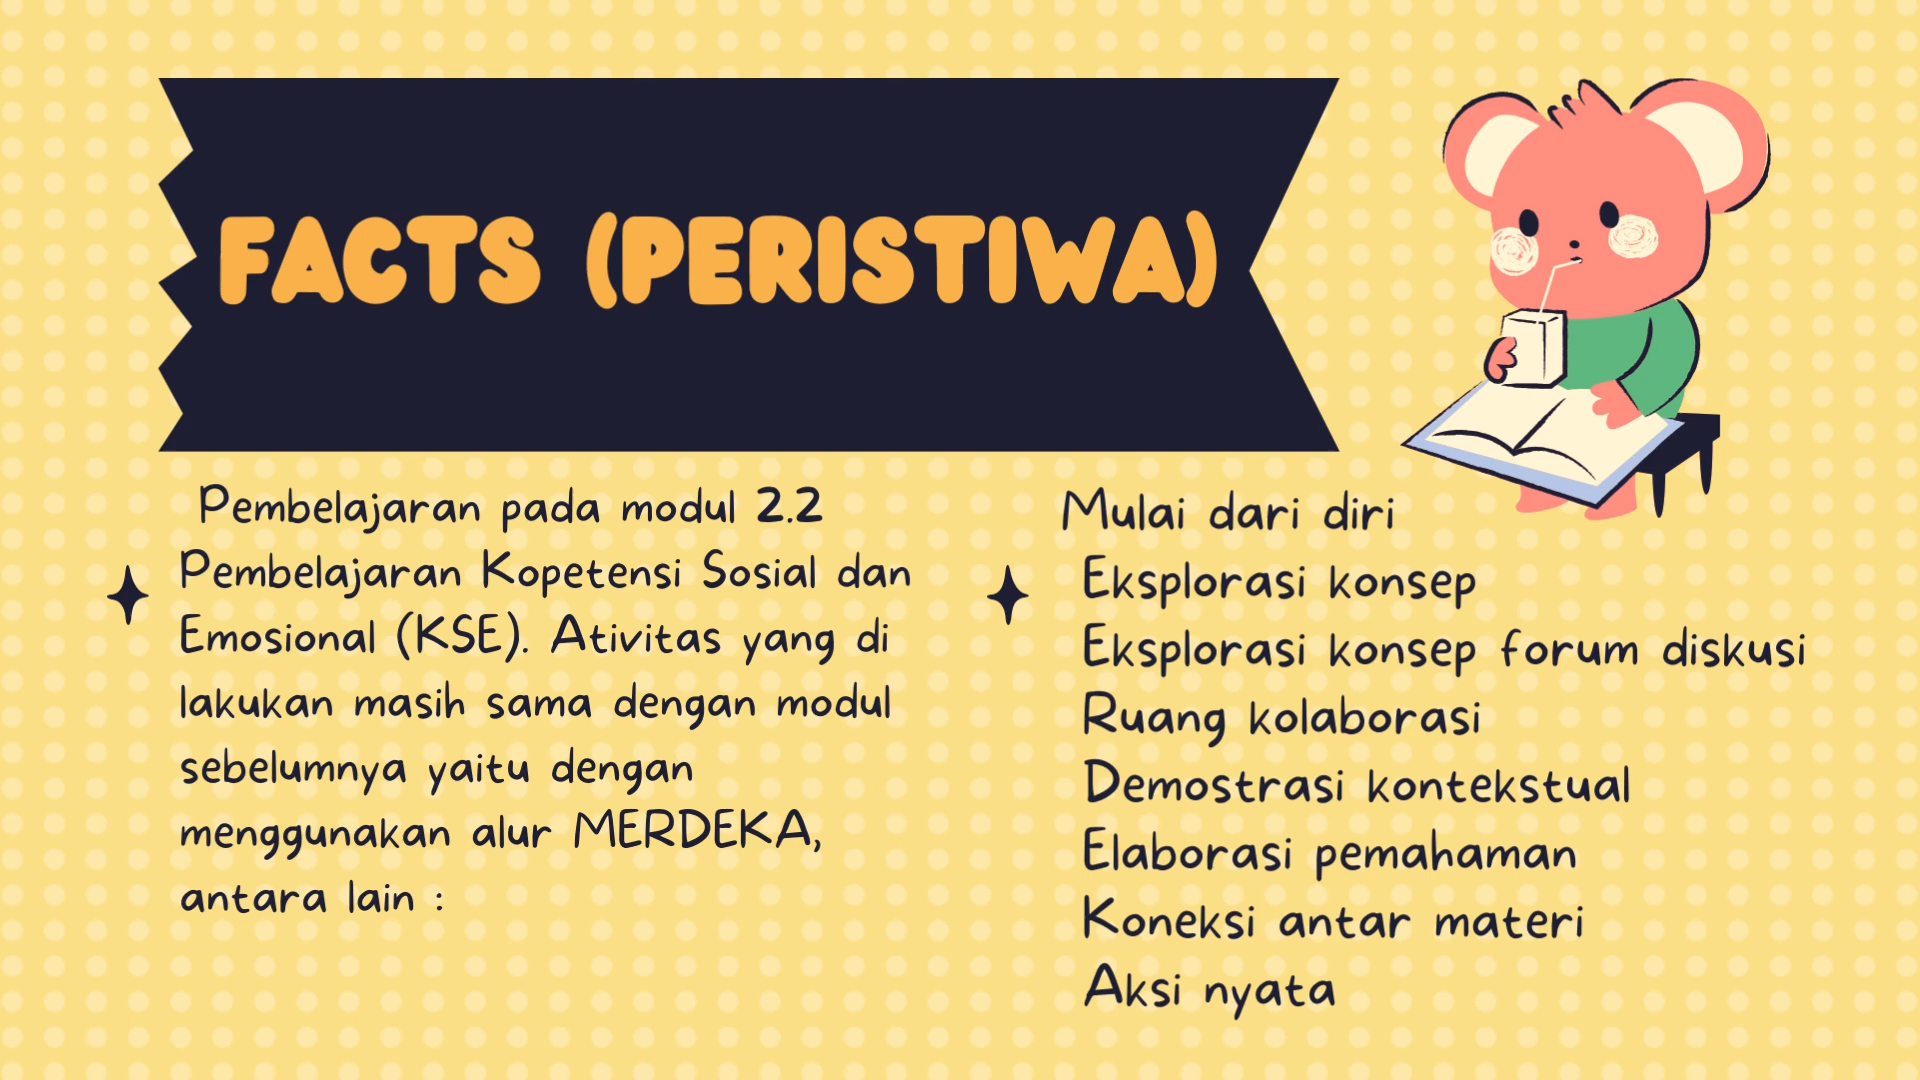 FACTS (PERISTIWA)
Pembelajaran pada modul 2.2
Pembelajaran Kopetensi Sosial dan
Emosional (KSE). Ativitas yang di
lakukan masih sama dengan modul
sebelumnya yaitu dengan
menggunakan alur MERDEKA,
antara lain :
Mulai dari diri
Eksplorasi konsep
Eksplorasi konsep forum diskusi
Ruang kolaborasi
Demostrasi kontekstual
Elaborasi pemahaman
Koneksi antar materi
Aksi nyata